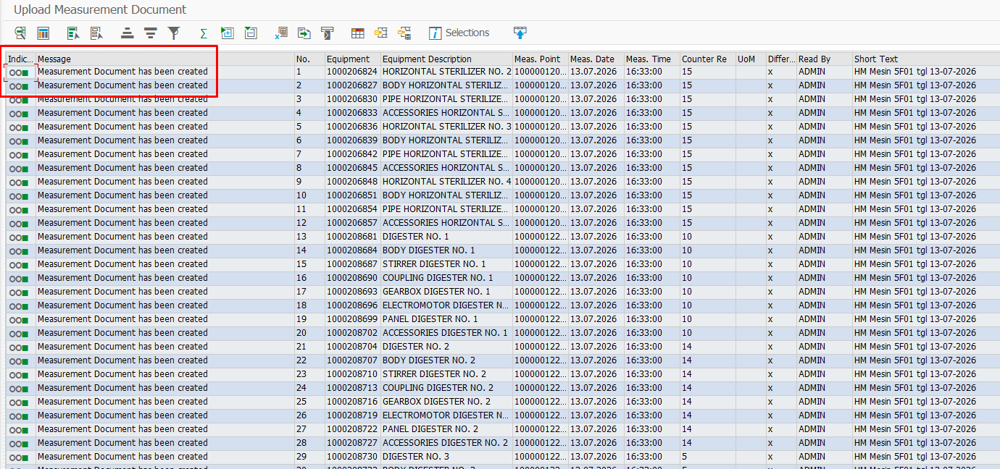 Upload Measurement Document
Selections
Indic... Message No. Equipment Equipment Description Meas. Point Meas. Date Meas. Time Counter Re UoM Differ... Read By Short Text
Measurement Document has been created 1 1000206824 HORIZONTAL STERILIZER NO. 2 100000120... 13.07.2026 16:33:00 15 x ADMIN HM Mesin 5F01 tgl 13-07-2026
Measurement Document has been created 2 1000206827 BODY HORIZONTAL STERILIZ... 100000120... 13.07.2026 16:33:00 15 x ADMIN HM Mesin 5F01 tgl 13-07-2026
Measurement Document has been created 3 1000206830 PIPE HORIZONTAL STERILIZE... 100000120... 13.07.2026 16:33:00 15 x ADMIN HM Mesin 5F01 tgl 13-07-2026
Measurement Document has been created 4 1000206833 ACCESSORIES HORIZONTAL S... 100000120... 13.07.2026 16:33:00 15 x ADMIN HM Mesin 5F01 tgl 13-07-2026
Measurement Document has been created 5 1000206836 HORIZONTAL STERILIZER NO. 3 100000120... 13.07.2026 16:33:00 15 x ADMIN HM Mesin 5F01 tgl 13-07-2026
Measurement Document has been created 6 1000206839 BODY HORIZONTAL STERILIZ... 100000120... 13.07.2026 16:33:00 15 x ADMIN HM Mesin 5F01 tgl 13-07-2026
Measurement Document has been created 7 1000206842 PIPE HORIZONTAL STERILIZE... 100000120... 13.07.2026 16:33:00 15 x ADMIN HM Mesin 5F01 tgl 13-07-2026
Measurement Document has been created 8 1000206845 ACCESSORIES HORIZONTAL S... 100000120... 13.07.2026 16:33:00 15 x ADMIN HM Mesin 5F01 tgl 13-07-2026
Measurement Document has been created 9 1000206848 HORIZONTAL STERILIZER NO. 4 100000120... 13.07.2026 16:33:00 15 x ADMIN HM Mesin 5F01 tgl 13-07-2026
Measurement Document has been created 10 1000206851 BODY HORIZONTAL STERILIZ... 100000120... 13.07.2026 16:33:00 15 x ADMIN HM Mesin 5F01 tgl 13-07-2026
Measurement Document has been created 11 1000206854 PIPE HORIZONTAL STERILIZE... 100000120... 13.07.2026 16:33:00 15 x ADMIN HM Mesin 5F01 tgl 13-07-2026
Measurement Document has been created 12 1000206857 ACCESSORIES HORIZONTAL S... 100000120... 13.07.2026 16:33:00 15 x ADMIN HM Mesin 5F01 tgl 13-07-2026
Measurement Document has been created 13 1000208681 DIGESTER NO. 1 100000122... 13.07.2026 16:33:00 10 x ADMIN HM Mesin 5F01 tgl 13-07-2026
Measurement Document has been created 14 1000208684 BODY DIGESTER NO. 1 100000122... 13.07.2026 16:33:00 10 x ADMIN HM Mesin 5F01 tgl 13-07-2026
Measurement Document has been created 15 1000208687 STIRRER DIGESTER NO. 1 100000122... 13.07.2026 16:33:00 10 x ADMIN HM Mesin 5F01 tgl 13-07-2026
Measurement Document has been created 16 1000208690 COUPLING DIGESTER NO. 1 100000122... 13.07.2026 16:33:00 10 x ADMIN HM Mesin 5F01 tgl 13-07-2026
Measurement Document has been created 17 1000208693 GEARBOX DIGESTER NO. 1 100000122... 13.07.2026 16:33:00 10 x ADMIN HM Mesin 5F01 tgl 13-07-2026
Measurement Document has been created 18 1000208696 ELECTROMOTOR DIGESTER N... 100000122... 13.07.2026 16:33:00 10 x ADMIN HM Mesin 5F01 tgl 13-07-2026
Measurement Document has been created 19 1000208699 PANEL DIGESTER NO. 1 100000122... 13.07.2026 16:33:00 10 x ADMIN HM Mesin 5F01 tgl 13-07-2026
Measurement Document has been created 20 1000208702 ACCESSORIES DIGESTER NO. 1 100000122... 13.07.2026 16:33:00 10 x ADMIN HM Mesin 5F01 tgl 13-07-2026
Measurement Document has been created 21 1000208704 DIGESTER NO. 2 100000122... 13.07.2026 16:33:00 14 x ADMIN HM Mesin 5F01 tgl 13-07-2026
Measurement Document has been created 22 1000208707 BODY DIGESTER NO. 2 100000122... 13.07.2026 16:33:00 14 x ADMIN HM Mesin 5F01 tgl 13-07-2026
Measurement Document has been created 23 1000208710 STIRRER DIGESTER NO. 2 100000122... 13.07.2026 16:33:00 14 x ADMIN HM Mesin 5F01 tgl 13-07-2026
Measurement Document has been created 24 1000208713 COUPLING DIGESTER NO. 2 100000122... 13.07.2026 16:33:00 14 x ADMIN HM Mesin 5F01 tgl 13-07-2026
Measurement Document has been created 25 1000208716 GEARBOX DIGESTER NO. 2 100000122... 13.07.2026 16:33:00 14 x ADMIN HM Mesin 5F01 tgl 13-07-2026
Measurement Document has been created 26 1000208719 ELECTROMOTOR DIGESTER N... 100000122... 13.07.2026 16:33:00 14 x ADMIN HM Mesin 5F01 tgl 13-07-2026
Measurement Document has been created 27 1000208722 PANEL DIGESTER NO. 2 100000122... 13.07.2026 16:33:00 14 x ADMIN HM Mesin 5F01 tgl 13-07-2026
Measurement Document has been created 28 1000208727 ACCESSORIES DIGESTER NO. 2 100000122... 13.07.2026 16:33:00 14 x ADMIN HM Mesin 5F01 tgl 13-07-2026
Measurement Document has been created 29 1000208730 DIGESTER NO. 3 100000122... 13.07.2026 16:33:00 5 x ADMIN HM Mesin 5F01 tgl 13-07-2026